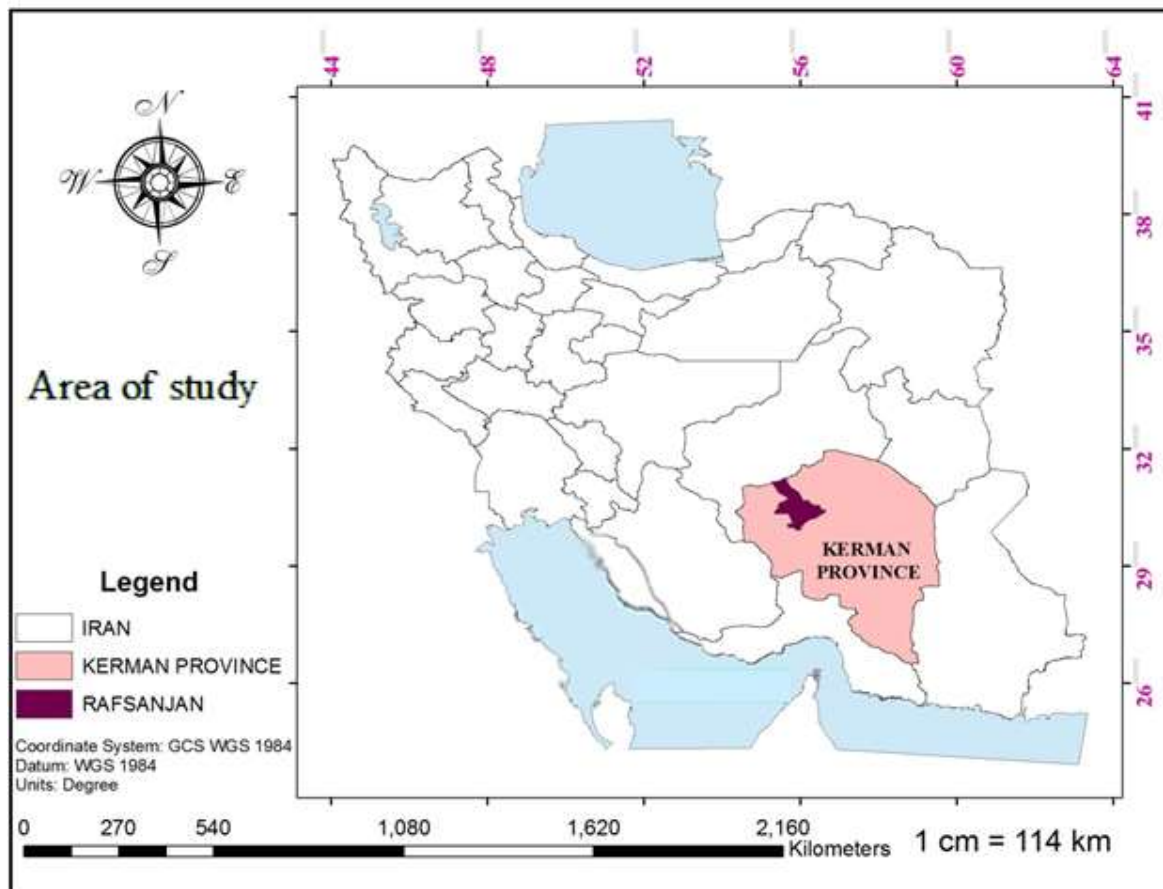 44 48 52 56 60 64
N
W E
S
41
38
35
32
29
26
Area of study
KERMAN
PROVINCE
Legend
IRAN
KERMAN PROVINCE
RAFSANJAN
Coordinate System: GCS WGS 1984
Datum: WGS 1984
Units: Degree
0 270 540 1,080 1,620 2,160
Kilometers 1 cm = 114 km